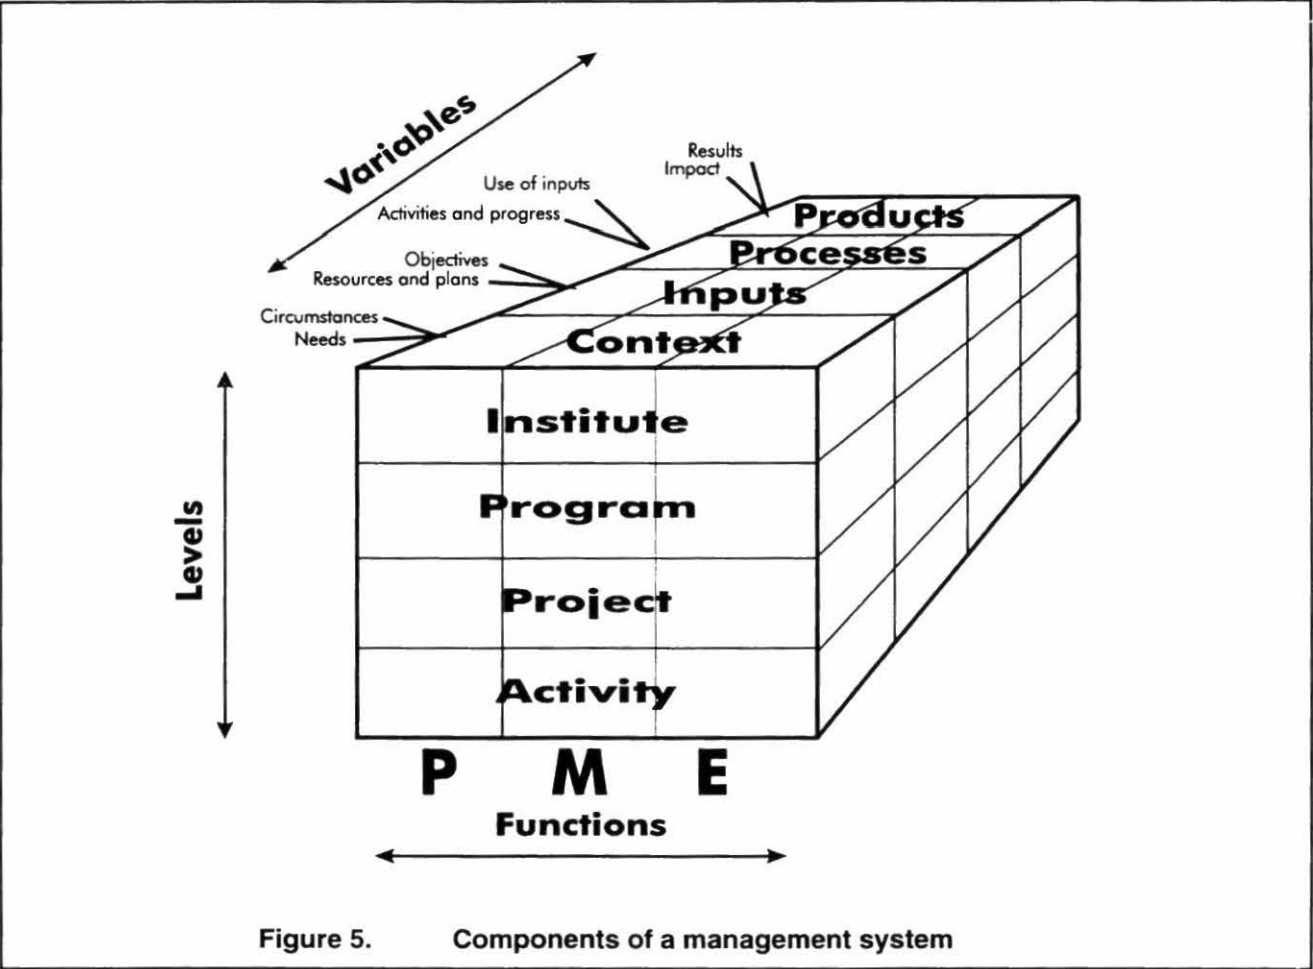 Variables
Results
Impact
Use of inputs
Activities and progress
Objectives
Resources and plans
Circumstances
Needs
Products
Processes
Inputs
Context
Levels
Institute
Program
Project
Activity
P M E
Functions
Figure 5. Components of a management system